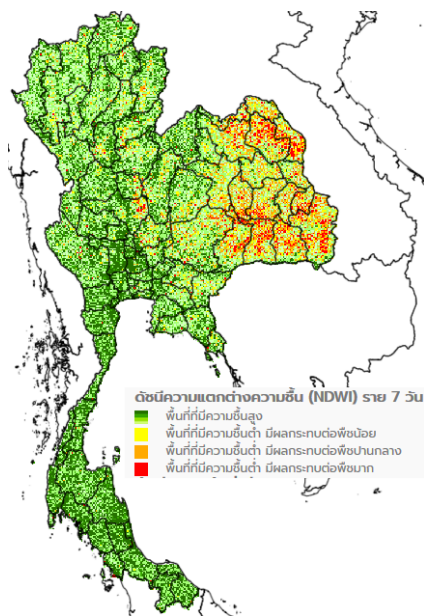 ดัชนีความแตกต่างความชื้น (NDWI) ราย 7 วัน
พื้นที่ที่มีความชื้นสูง
พื้นที่ที่มีความชื้นต่ำ มีผลกระทบต่อพืชน้อย
พื้นที่ที่มีความชื้นต่ำ มีผลกระทบต่อพืชปานกลาง
พื้นที่ที่มีความชื้นต่ำ มีผลกระทบต่อพืชมาก